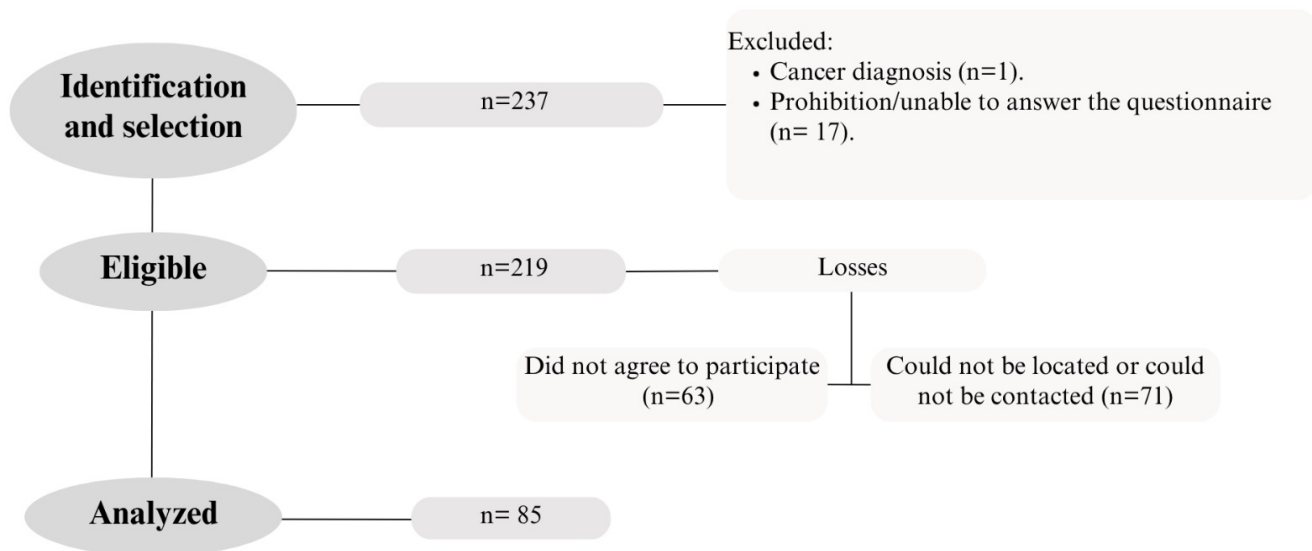 Identification
and selection
n=237
Excluded:
• Cancer diagnosis (n=1).
• Prohibition/unable to answer the questionnaire
(n= 17).
Eligible
n=219
Losses
Did not agree to participate
(n=63)
Could not be located or could
not be contacted (n=71)
Analyzed
n= 85